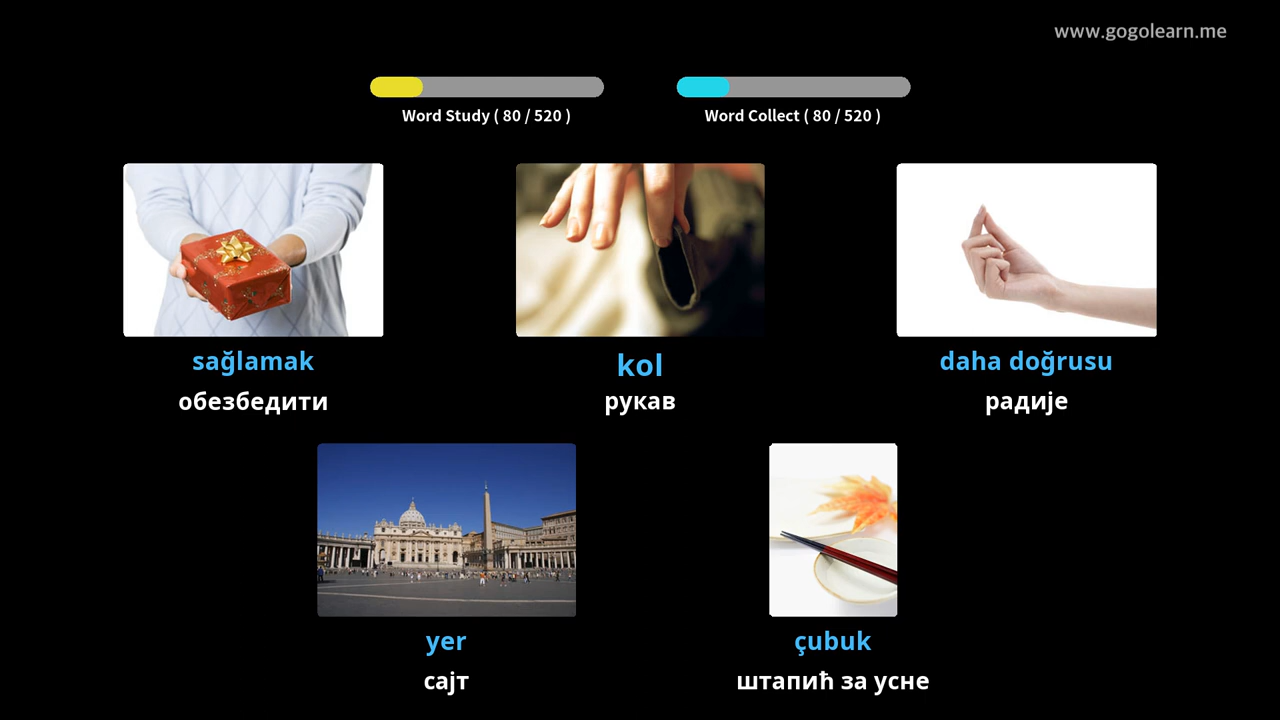 www.gogolearn.me
Word Study ( 80 / 520 )
Word Collect ( 80 / 520 )
sağlamak
обезбедити
kol
рукав
daha doğrusu
радије
yer
сајт
çubuk
штапић за усне